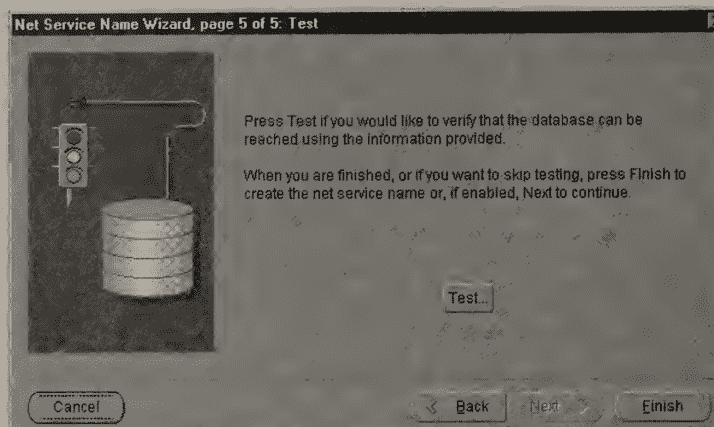 Net Service Name Wizard, page 5 of 5: Test
Press Test if you would like to verify that the database can be
reached using the information provided.
When you are finished, or if you want to skip testing, press Finish to
create the net service name or, if enabled, Next to continue.
Test...
Cancel
Back
Next
Finish